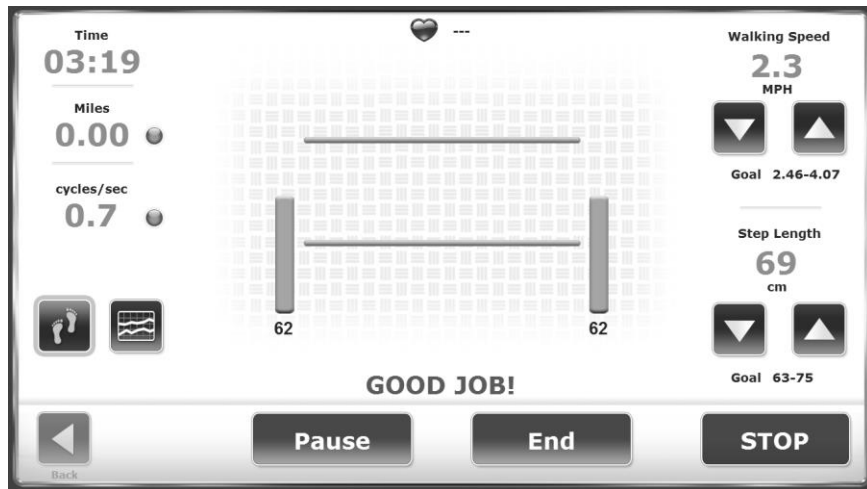 Time
03:19
Miles
0.00
cycles/sec
0.7
---
62
62
GOOD JOB!
Walking Speed
2.3
MPH
Goal 2.46-4.07
Step Length
69
cm
Goal 63-75
Back
Pause
End
STOP